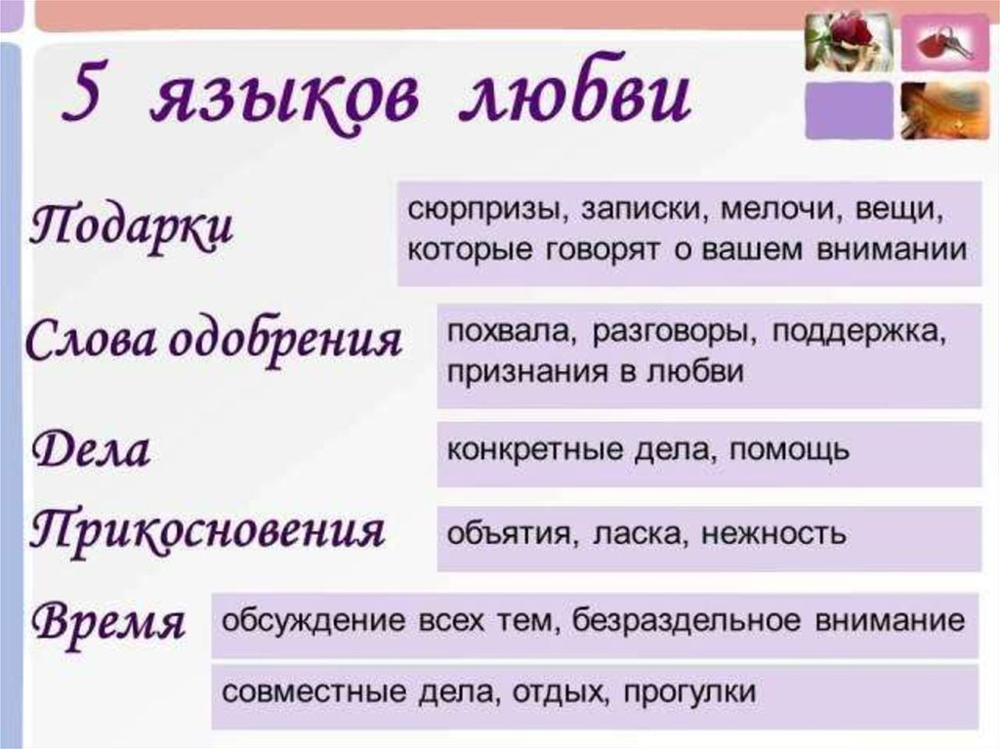 5 языков любви
Подарки
сюрпризы, записки, мелочи, вещи,
которые говорят о вашем внимании
Слова одобрения
похвала, разговоры, поддержка,
признания в любви
Дела
конкретные дела, помощь
Прикосновения
объятия, ласка, нежность
Время
обсуждение всех тем, безраздельное внимание
совместные дела, отдых, прогулки